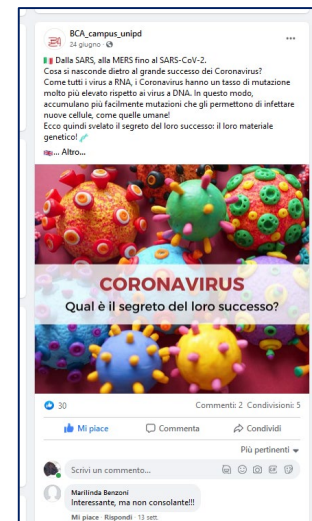 BCA_campus_unipd
24 giugno ·
Dalla SARS, alla MERS fino al SARS-CoV-2.
Cosa si nasconde dietro al grande successo dei Coronavirus?
Come tutti i virus a RNA, i Coronavirus hanno un tasso di mutazione
molto più elevato rispetto ai virus a DNA. In questo modo,
accumulano più facilmente mutazioni che gli permettono di infettare
nuove cellule, come quelle umane!
Ecco quindi svelato il segreto del loro successo: il loro materiale
genetico!
... Altro...
CORONAVIRUS
Qual è il segreto del loro successo?
30
Commenti: 2 Condivisioni: 5
Mi piace
Commenta
Condividi
Più pertinenti
Scrivi un commento...
GIF
Marilinda Benzoni
Interessante, ma non consolante!!!
Mi piace · Rispondi · 13 sett.